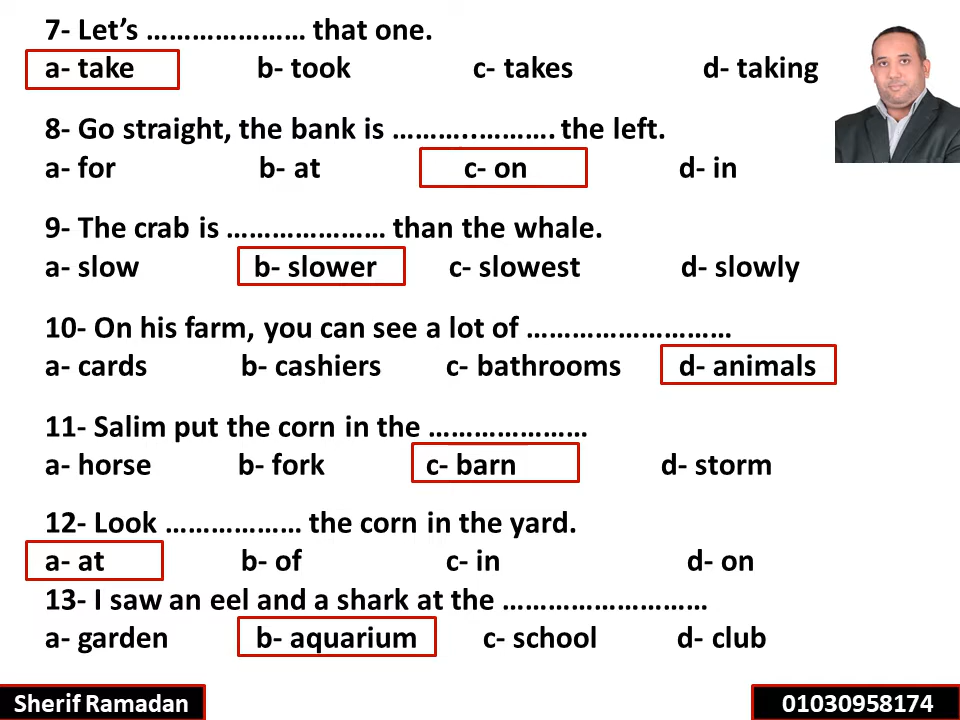 7- Let's ………………… that one.
a- take b- took c- takes d- taking
8- Go straight, the bank is ………..………. the left.
a- for b- at c- on d- in
9- The crab is ………………… than the whale.
a- slow b- slower c- slowest d- slowly
10- On his farm, you can see a lot of ………………………
a- cards b- cashiers c- bathrooms d- animals
11- Salim put the corn in the …………………
a- horse b- fork c- barn d- storm
12- Look ……………… the corn in the yard.
a- at b- of c- in d- on
13- I saw an eel and a shark at the ………………………
a- garden b- aquarium c- school d- club
Sherif Ramadan 01030958174